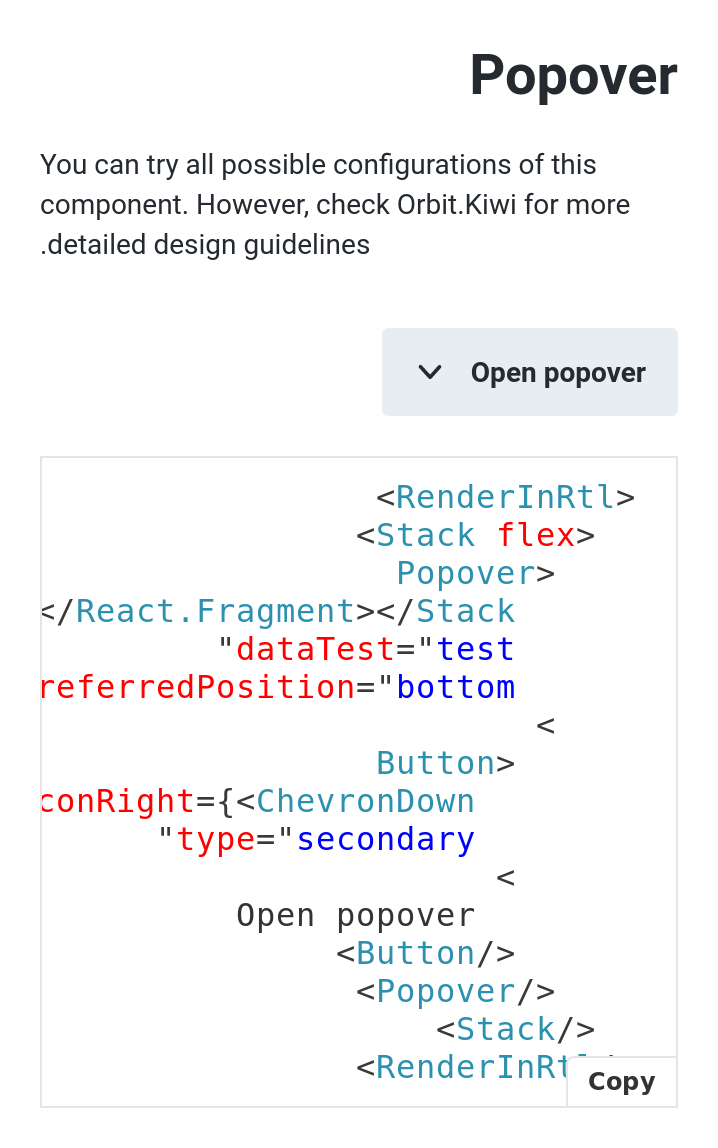 Popover
You can try all possible configurations of this
component. However, check Orbit.Kiwi for more
.detailed design guidelines
Open popover
<RenderInRtl>
<Stack flex>
Popover>
</React.Fragment></Stack
"dataTest="test
referredPosition="bottom
<
Button>
conRight={<ChevronDown
"type="secondary
<
Open popover
<Button/>
<Popover/>
<Stack/>
<RenderInRtl/>
Copy